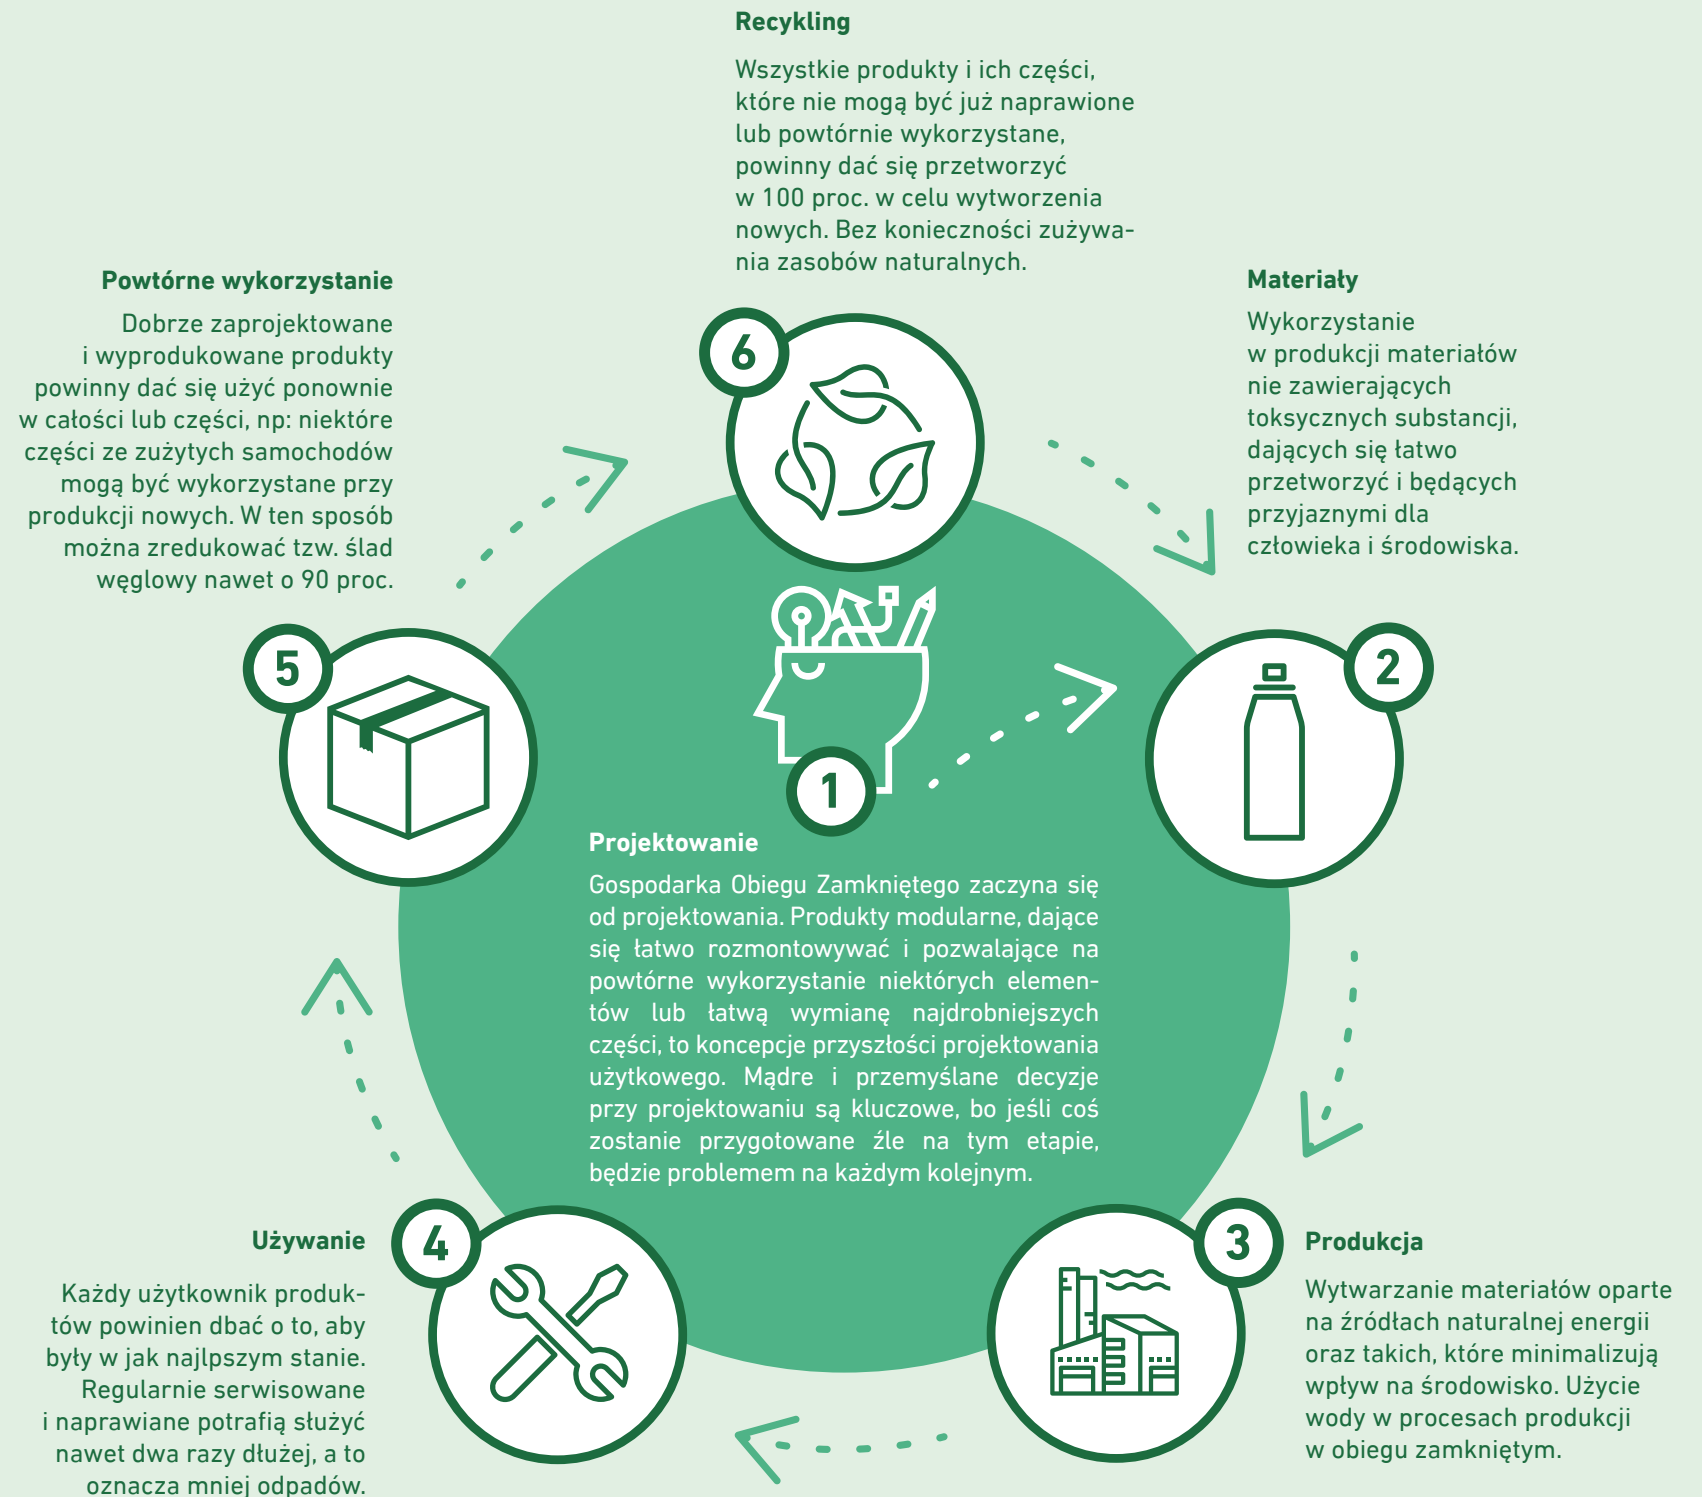 Recykling
Wszystkie produkty i ich części,
które nie mogą być już naprawione
lub powtórnie wykorzystane,
powinny dać się przetworzyć
w 100 proc. w celu wytworzenia
nowych. Bez konieczności zużywa-
nia zasobów naturalnych.
Powtórne wykorzystanie
Dobrze zaprojektowane
i wyprodukowane produkty
powinny dać się użyć ponownie
w całości lub części, np: niektóre
części ze zużytych samochodów
mogą być wykorzystane przy
produkcji nowych. W ten sposób
można zredukować tzw. ślad
węglowy nawet o 90 proc.
Materiały
Wykorzystanie
w produkcji materiałów
nie zawierających
toksycznych substancji,
dających się łatwo
przetworzyć i będących
przyjaznymi dla
człowieka i środowiska.
6
5
2
1
Projektowanie
Gospodarka Obiegu Zamkniętego zaczyna się
od projektowania. Produkty modularne, dające
się łatwo rozmontowywać i pozwalające na
powtórne wykorzystanie niektórych elemen-
tów lub łatwą wymianę najdrobniejszych
części, to koncepcje przyszłości projektowania
użytkowego. Mądre i przemyślane decyzje
przy projektowaniu są kluczowe, bo jeśli coś
zostanie przygotowane źle na tym etapie,
będzie problemem na każdym kolejnym.
Używanie
4
Każdy użytkownik produk-
tów powinien dbać o to, aby
były w jak najlpszym stanie.
Regularnie serwisowane
i naprawiane potrafią służyć
nawet dwa razy dłużej, a to
oznacza mniej odpadów.
3
Produkcja
Wytwarzanie materiałów oparte
na źródłach naturalnej energii
oraz takich, które minimalizują
wpływ na środowisko. Użycie
wody w procesach produkcji
w obiegu zamkniętym.